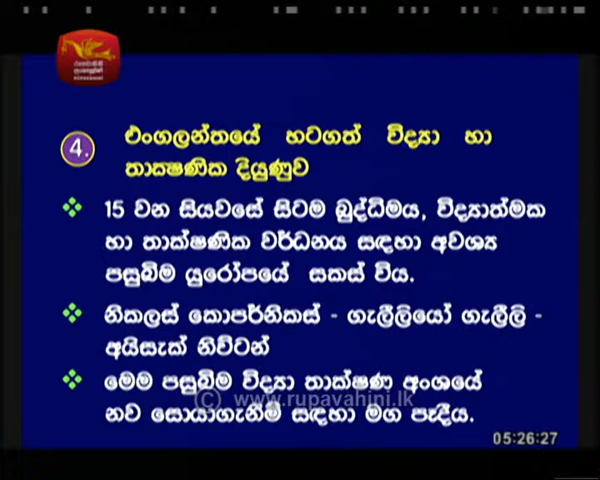 4. එංගලන්තයේ හටගත් විද්‍යා හා
තාක්‍ෂණික දියුණුව
15 වන සියවසේ සිටම බුද්ධිමය, විද්‍යාත්මක
හා තාක්ෂණික වර්ධනය සඳහා අවශ්‍ය
පසුබිම යුරෝපයේ සකස් විය.
නිකලස් කොපර්නිකස් - ගැලීලියෝ ගැලීලි -
අයිසැක් නිව්ටන්
මෙම පසුබිම විද්‍යා තාක්ෂණ අංශයේ
නව සොයාගැනීම් සඳහා මග පෑදීය.
© www.rupavahini.lk
05:26:27